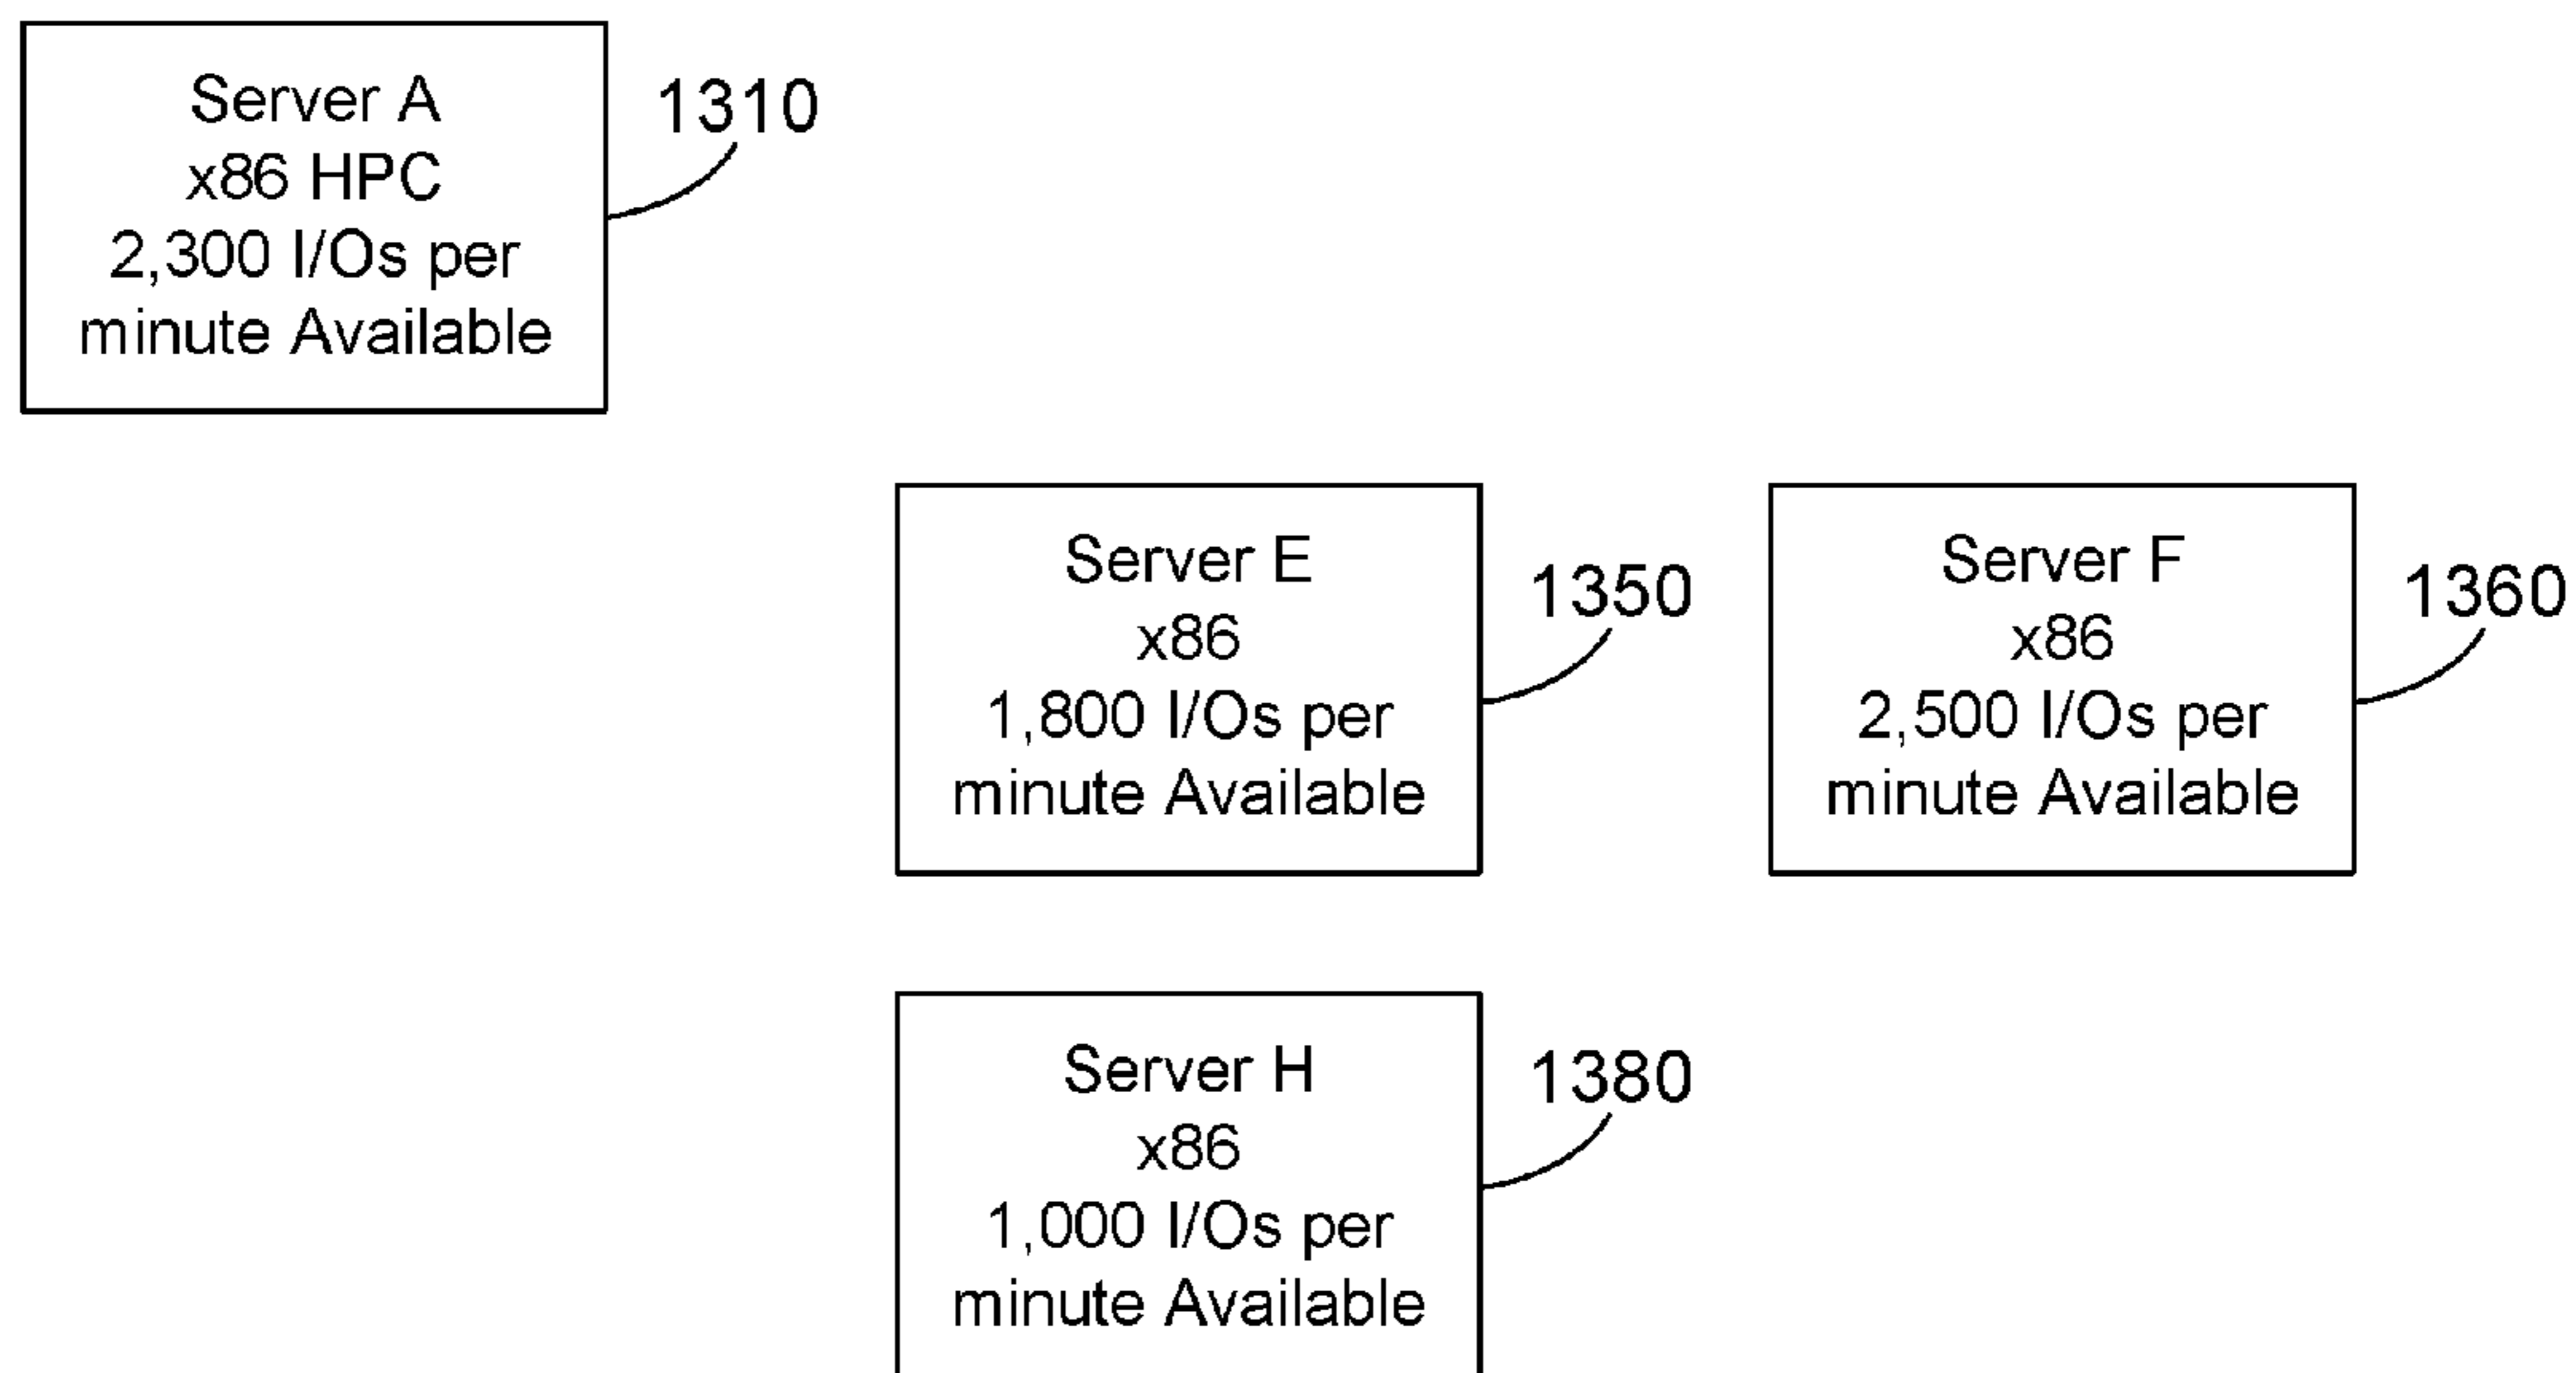 Server A
x86 HPC
2,300 I/Os per
minute Available
1310
Server E
x86
1,800 I/Os per
minute Available
1350
Server F
x86
2,500 I/Os per
minute Available
1360
Server H
x86
1,000 I/Os per
minute Available
1380